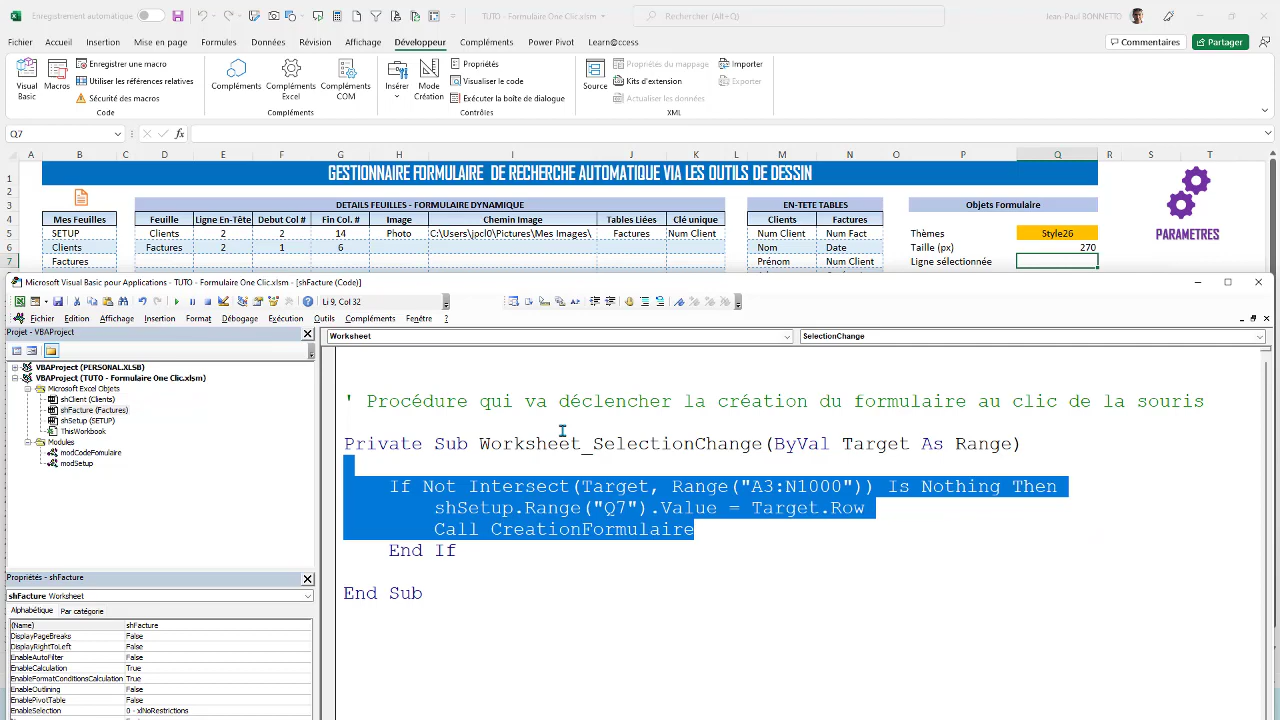 Enregistrement automatique
TUTO - Formulaire One Clic.xlsm
Rechercher (Alt+Q)
Jean-Paul BONNETTO
Fichier Accueil Insertion Mise en page Formules Données Révision Affichage Développeur Compléments Power Pivot Learn@ccess Commentaires Partager
Visual Basic
Macros
Enregistrer une macro
Utiliser les références relatives
Sécurité des macros
Code
Compléments
Compléments Excel
Compléments COM
Compléments
Insérer
Mode Création
Propriétés
Visualiser le code
Exécuter la boîte de dialogue
Contrôles
Source
Propriétés du mappage
Kits d'extension
Actualiser les données
Importer
Exporter
XML
Q7
fx
A B C D E F G H I J K L M N O P Q R S T
1 GESTIONNAIRE FORMULAIRE DE RECHERCHE AUTOMATIQUE VIA LES OUTILS DE DESSIN
2
3 DETAILS FEUILLES - FORMULAIRE DYNAMIQUE EN-TETE TABLES Objets Formulaire
4 Mes Feuilles Feuille Ligne En-Tête Debut Col # Fin Col. # Image Chemin Image Tables Liées Clé unique Clients Factures
5 SETUP Clients 2 2 14 Photo C:\Users\jpcl0\Pictures\Mes Images\ Factures Num Client Num Client Num Fact Thèmes Style26
6 Clients Factures 2 1 6 Nom Date Taille (px) 270
7 Factures Prénom Num Client Ligne sélectionnée
PARAMETRES
Microsoft Visual Basic pour Applications - TUTO - Formulaire One Clic.xlsm - [shFacture (Code)]
Li 9, Col 32
Fichier Edition Affichage Insertion Format Débogage Exécution Outils Compléments Fenêtre ?
Projet - VBAProject
VBAProject (PERSONAL.XLSB)
VBAProject (TUTO - Formulaire One Clic.xlsm)
Microsoft Excel Objets
shClient (Clients)
shFacture (Factures)
shSetup (SETUP)
ThisWorkbook
Modules
modCodeFomulaire
modSetup
Propriétés - shFacture
shFacture Worksheet
Alphabétique Par catégorie
(Name) shFacture
DisplayPageBreaks False
DisplayRightToLeft False
EnableAutoFilter False
EnableCalculation True
EnableFormatConditionsCalculation True
EnableOutlining False
EnablePivotTable False
EnableSelection 0 - xlNoRestrictions
Worksheet
SelectionChange
' Procédure qui va déclencher la création du formulaire au clic de la souris
Private Sub Worksheet_SelectionChange(ByVal Target As Range)
If Not Intersect(Target, Range("A3:N1000")) Is Nothing Then
shSetup.Range("Q7").Value = Target.Row
Call CreationFormulaire
End If
End Sub